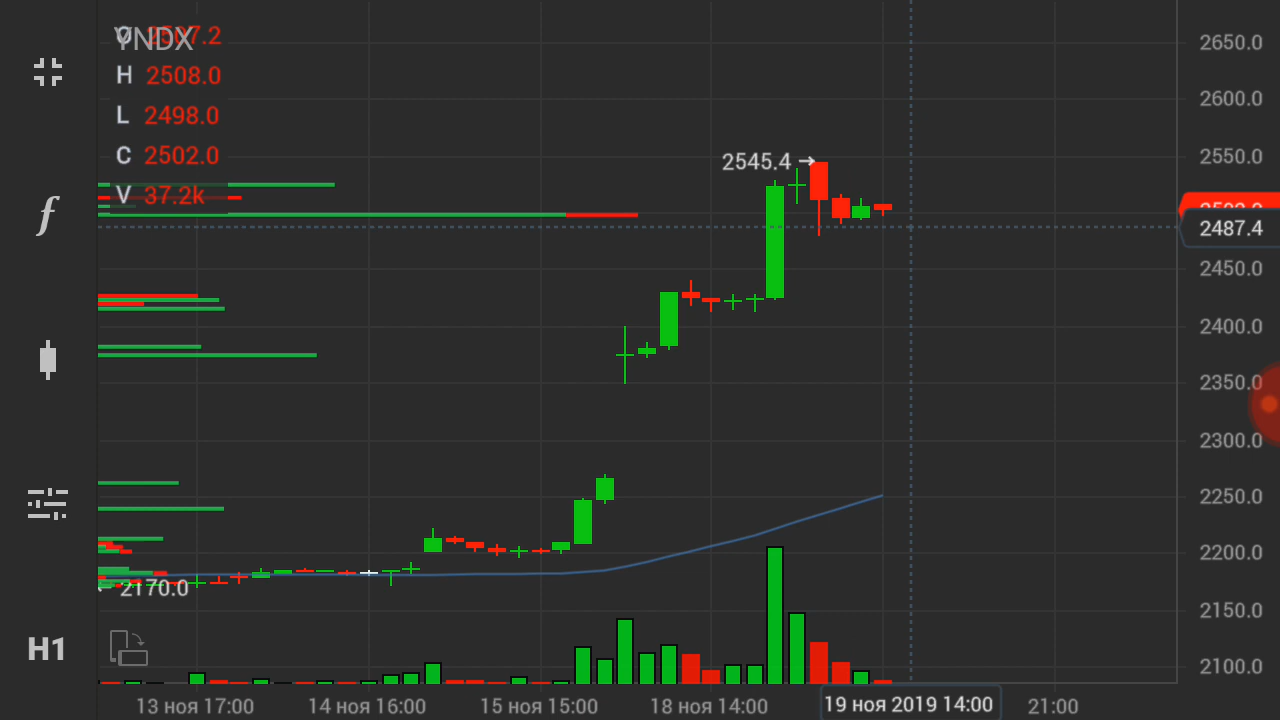 YNDX
O 2507.2
H 2508.0
L 2498.0
C 2502.0
V 37.2k
2545.4
2170.0
2650.0
2600.0
2550.0
2487.4
2450.0
2400.0
2350.0
2300.0
2250.0
2200.0
2150.0
2100.0
f
H1
13 ноя 17:00
14 ноя 16:00
15 ноя 15:00
18 ноя 14:00
19 ноя 2019 14:00
21:00